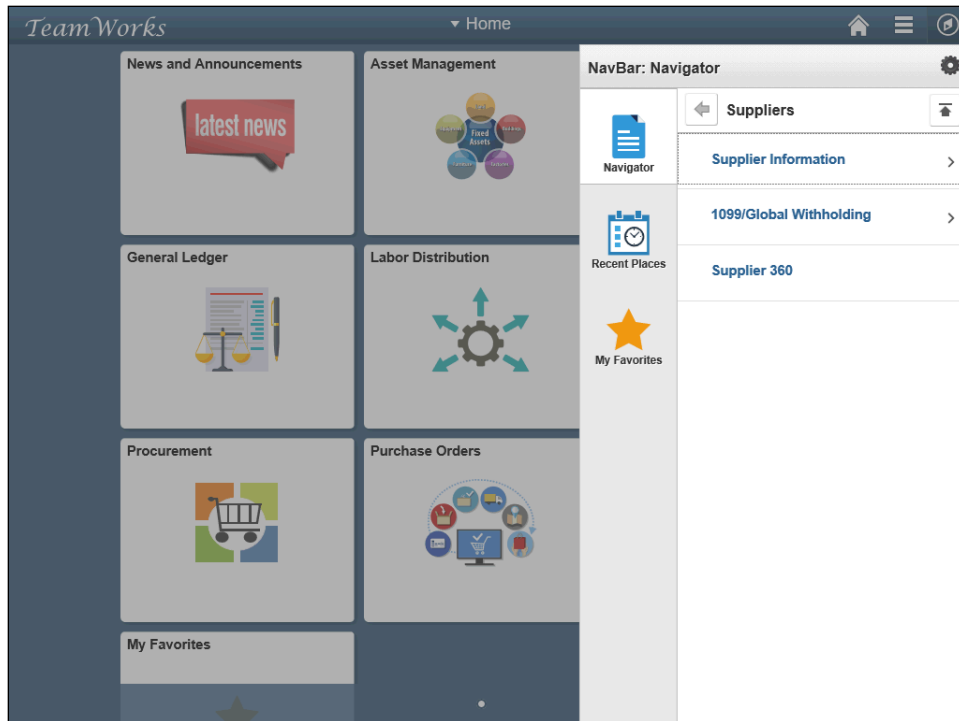 TeamWorks
Home
NavBar: Navigator
News and Announcements
latest news
Asset Management
Fixed
Assets
General Ledger
Labor Distribution
Procurement
Purchase Orders
My Favorites
Navigator
Recent Places
My Favorites
Suppliers
Supplier Information
1099/Global Withholding
Supplier 360